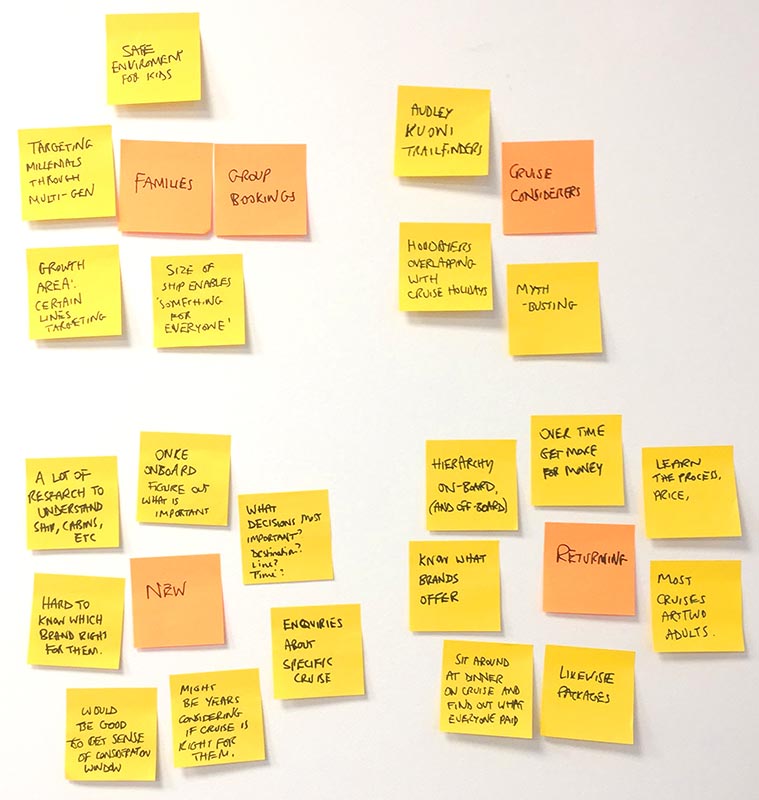 SAFE
ENVIROMENT
FOR KIDS
TARGETING
MILLENIALS
THROUGH
MULTI-GEN
FAMILIES
GROUP
BOOKINGS
GROWTH
AREA:
CERTAIN
LINES
TARGETING
SIZE OF
SHIP ENABLES
'SOMETHING
FOR
EVERYONE'
AUDLEY
KUONI
TRAILFINDERS
CRUISE
CONSIDERERS
OVERLAPPING
WITH
CRUISE HOLIDAYS
MYTH
-BUSTING
A LOT OF
RESEARCH TO
UNDERSTAND
SHIP, CABINS,
ETC
ONCE
ONBOARD
FIGURE OUT
WHAT IS
IMPORTANT
WHAT
DECISIONS MOST
IMPORTANT?
Destination?
Line?
Time?
HARD TO
KNOW WHICH
BRAND RIGHT
FOR THEM.
NEW
ENQUIRIES
ABOUT
SPECIFIC
CRUISE
WOULD
BE GOOD
TO GET SENSE
OF CONSIDERATION
WINDOW
MIGHT
BE YEARS
CONSIDERING
IF CRUISE IS
RIGHT FOR
THEM.
HIERARCHY
ON-BOARD,
(AND OFF-BOARD)
OVER TIME
GET MORE
FOR MONEY
LEARN
THE PROCESS,
PRICE,
KNOW WHAT
BRANDS
OFFER
RETURNING
MOST
CRUISES
ARE TWO
ADULTS.
SIT AROUND
AT DINNER
ON CRUISE AND
FIND OUT WHAT
EVERYONE PAID
LIKEWISE
PACKAGES